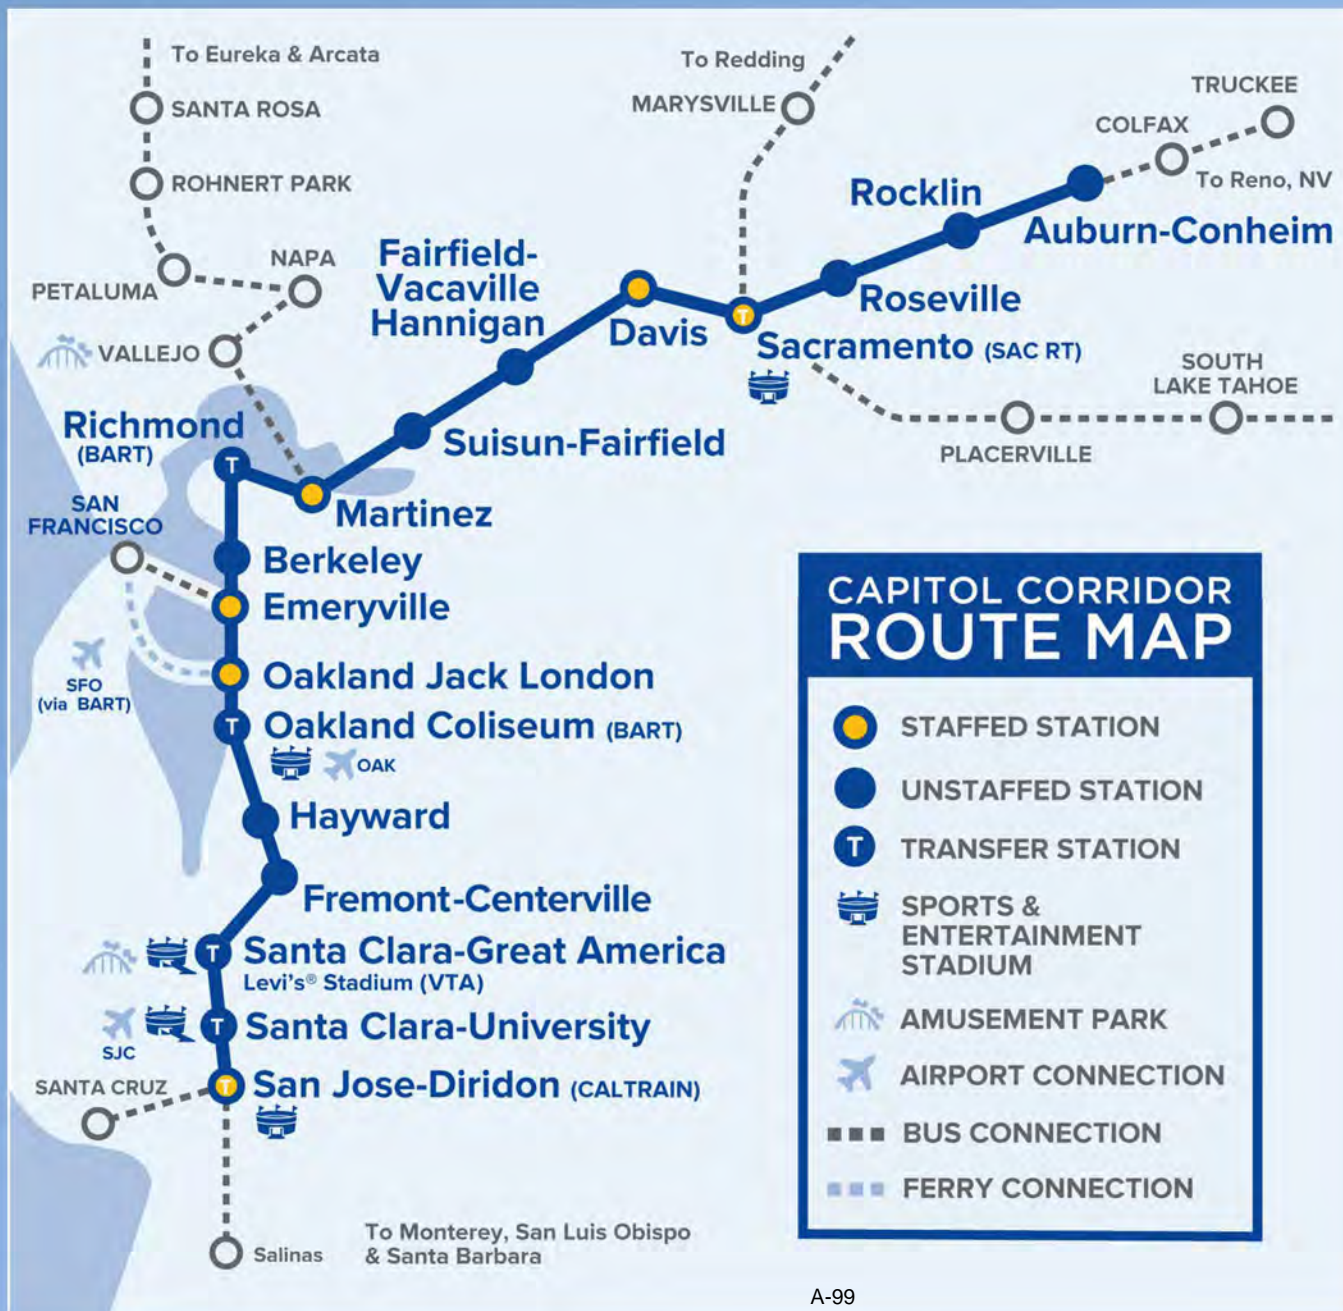 To Eureka & Arcata
SANTA ROSA
ROHNERT PARK
PETALUMA
NAPA
VALLEJO
To Redding
MARYSVILLE
TRUCKEE
COLFAX
To Reno, NV
Rocklin
Auburn-Conheim
Fairfield-
Vacaville
Hannigan
Davis
Roseville
T
Sacramento (SAC RT)
SOUTH
LAKE TAHOE
PLACERVILLE
Richmond
(BART)
T
Suisun-Fairfield
Martinez
SAN
FRANCISCO
Berkeley
Emeryville
SFO
(via BART)
Oakland Jack London
T
Oakland Coliseum (BART)
OAK
Hayward
Fremont-Centerville
T
Santa Clara-Great America
Levi's® Stadium (VTA)
T
Santa Clara-University
SJC
SANTA CRUZ
T
San Jose-Diridon (CALTRAIN)
Salinas
To Monterey, San Luis Obispo
& Santa Barbara
CAPITOL CORRIDOR
ROUTE MAP
STAFFED STATION
UNSTAFFED STATION
T TRANSFER STATION
SPORTS &
ENTERTAINMENT
STADIUM
AMUSEMENT PARK
AIRPORT CONNECTION
BUS CONNECTION
FERRY CONNECTION
A-99